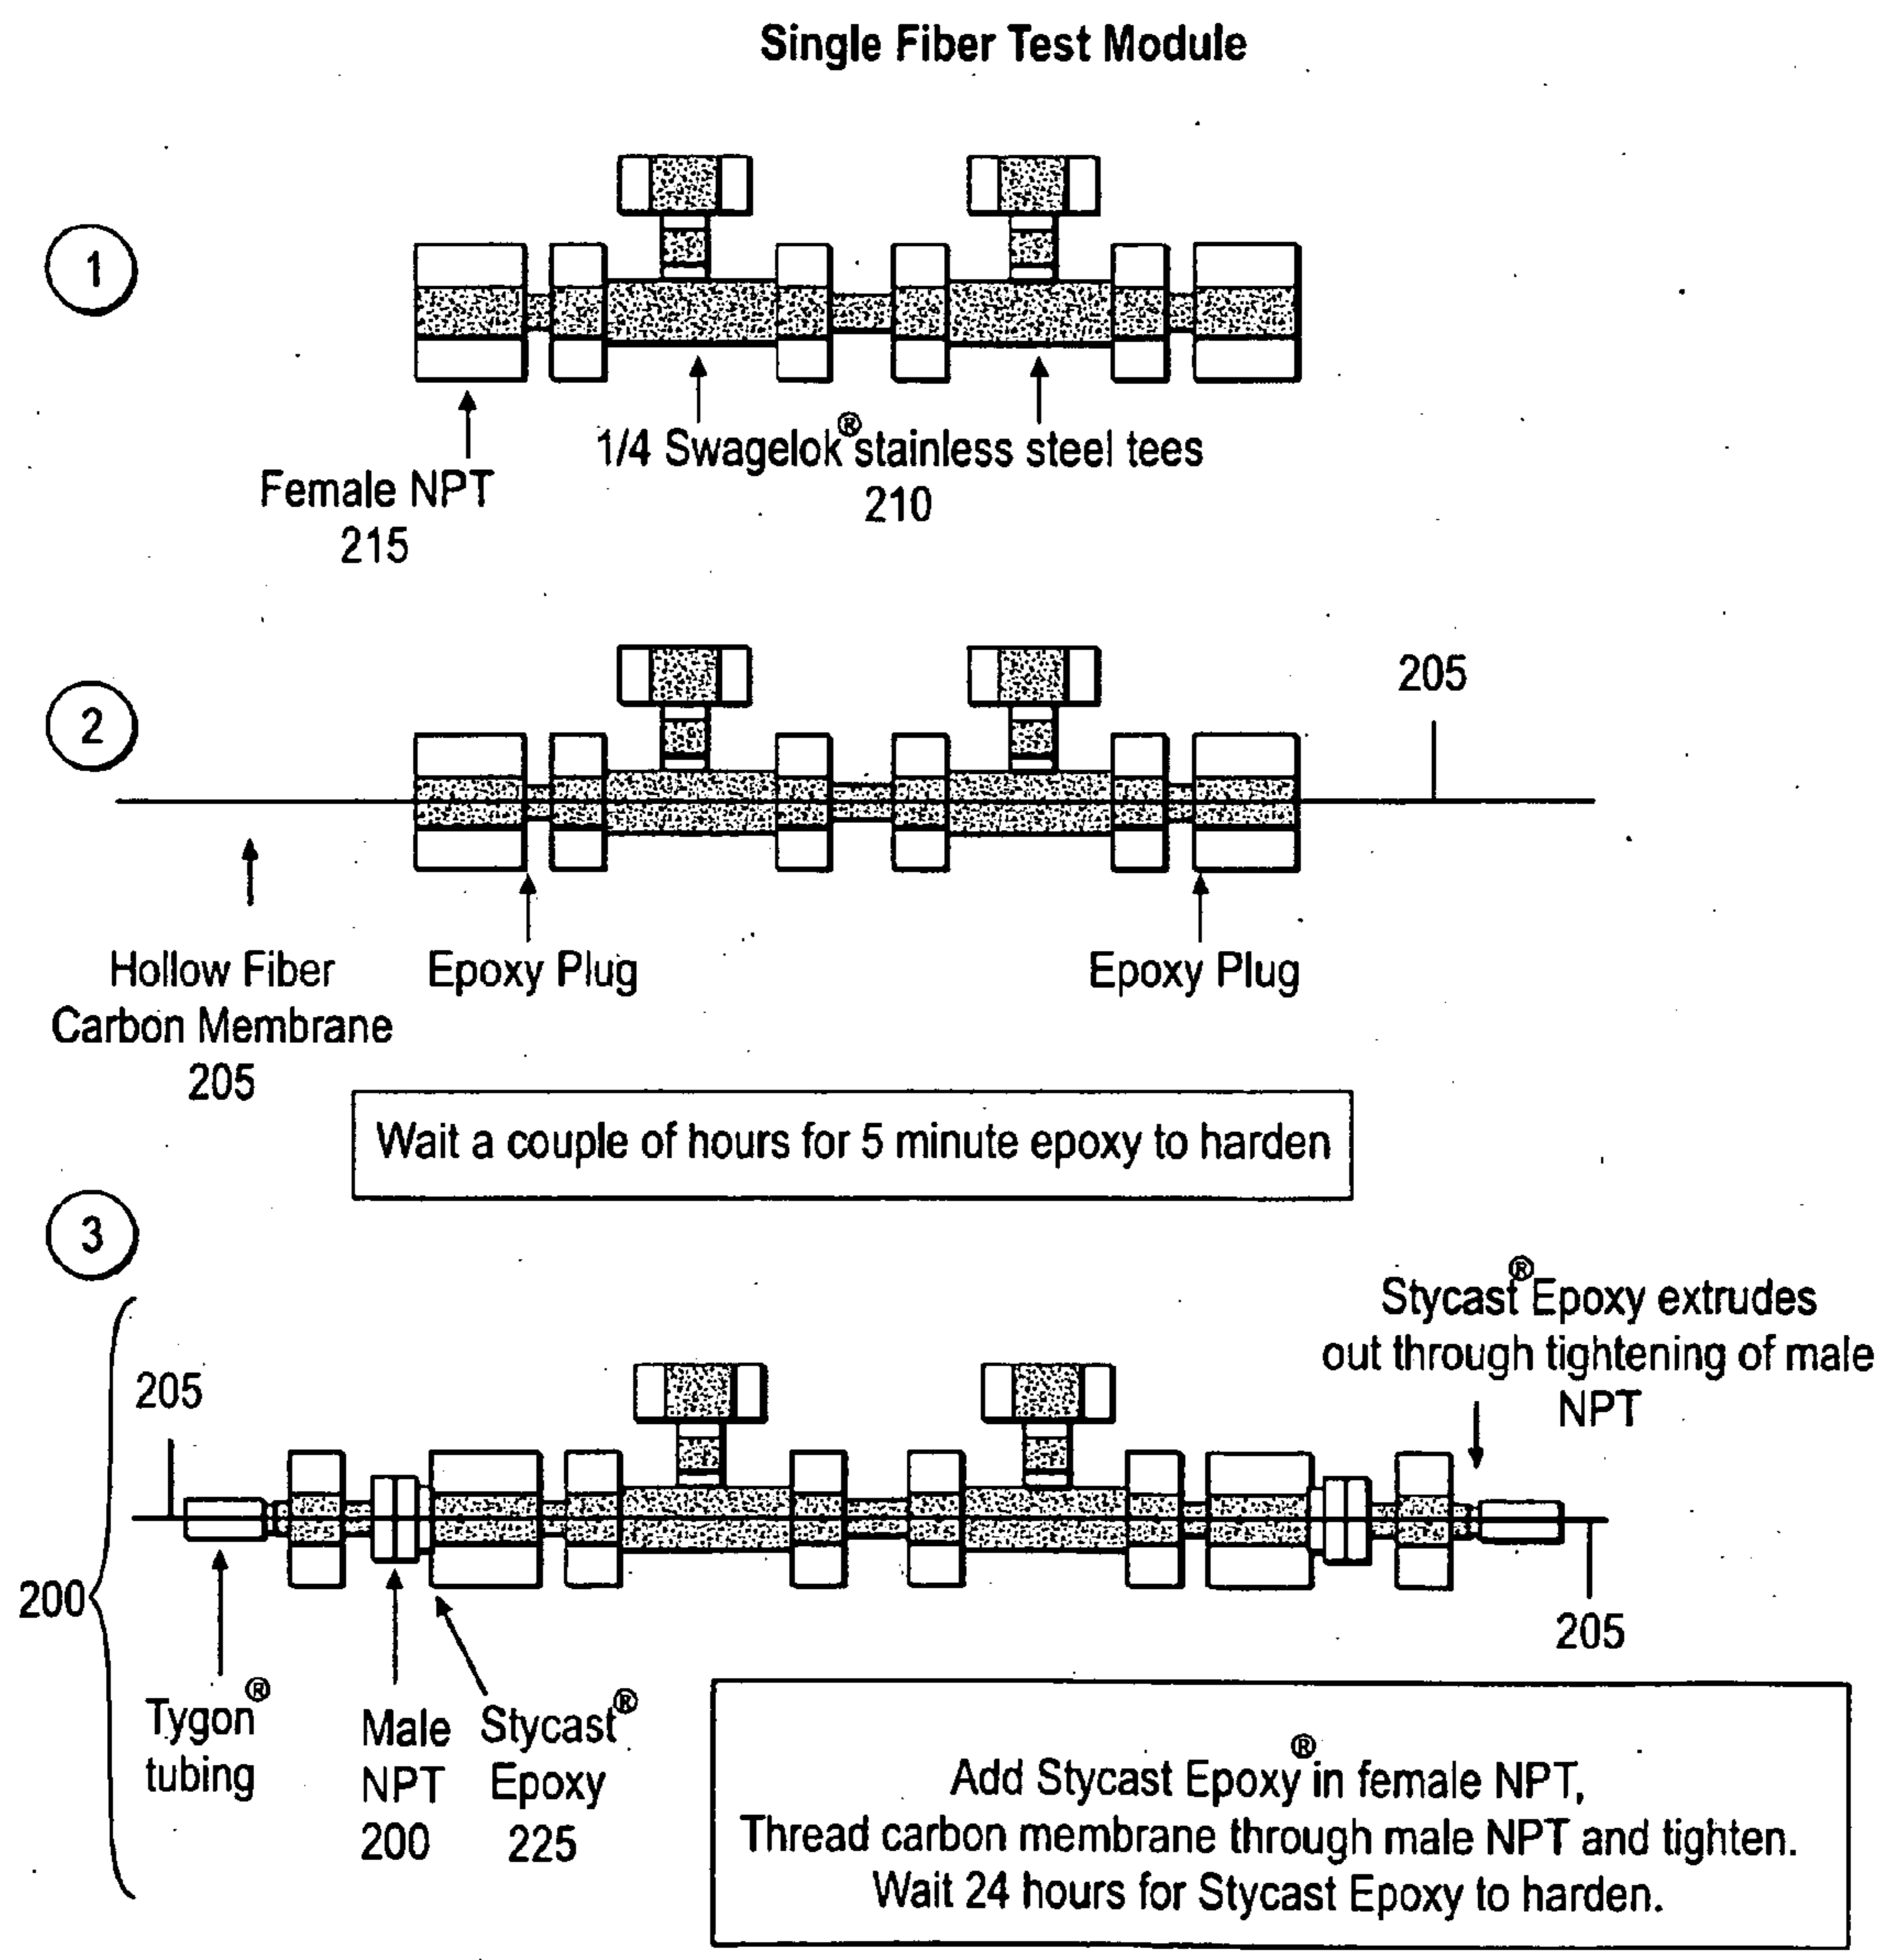 Single Fiber Test Module
1
Female NPT
215
1/4 Swagelok® stainless steel tees
210
2
205
Hollow Fiber
Carbon Membrane
205
Epoxy Plug
Epoxy Plug
Wait a couple of hours for 5 minute epoxy to harden
3
Stycast® Epoxy extrudes
out through tightening of male
NPT
205
200
205
Tygon®
tubing
Male
NPT
200
Stycast®
Epoxy
225
Add Stycast Epoxy® in female NPT,
Thread carbon membrane through male NPT and tighten.
Wait 24 hours for Stycast Epoxy to harden.